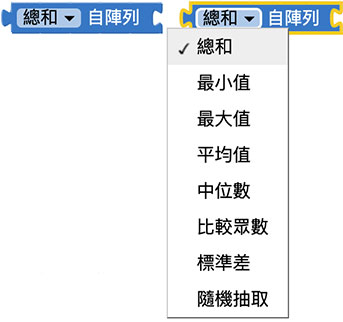 總和 自陣列
總和 自陣列
總和
最小值
最大值
平均值
中位數
比較眾數
標準差
隨機抽取